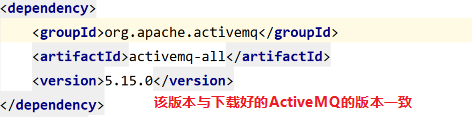 <dependency>
<groupId>org.apache.activemq</groupId>
<artifactId>activemq-all</artifactId>
<version>5.15.0</version>
该版本与下载好的ActiveMQ的版本一致
</dependency>